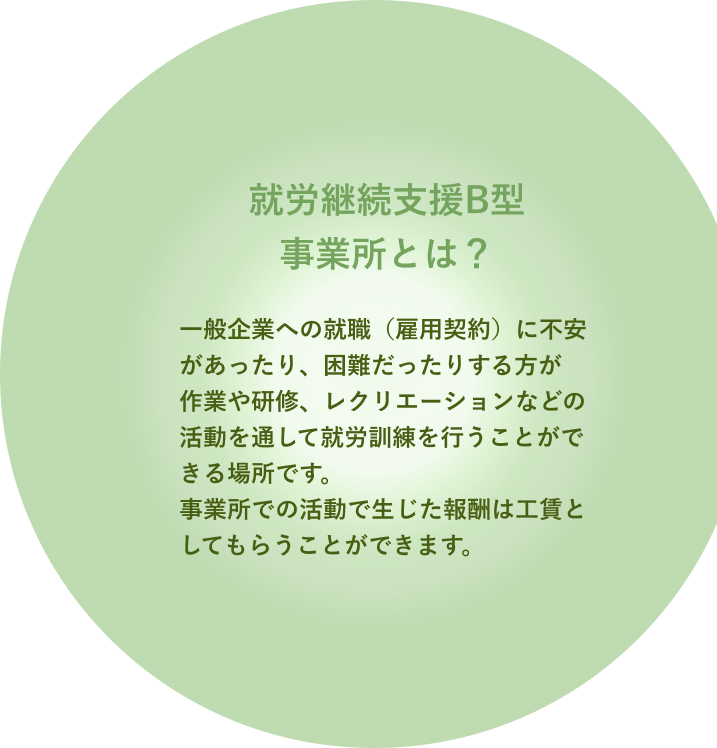 就労継続支援B型
事業所とは？
一般企業への就職（雇用契約）に不安
があったり、困難だったりする方が
作業や研修、レクリエーションなどの
活動を通して就労訓練を行うことがで
きる場所です。
事業所での活動で生じた報酬は工賃と
してもらうことができます。